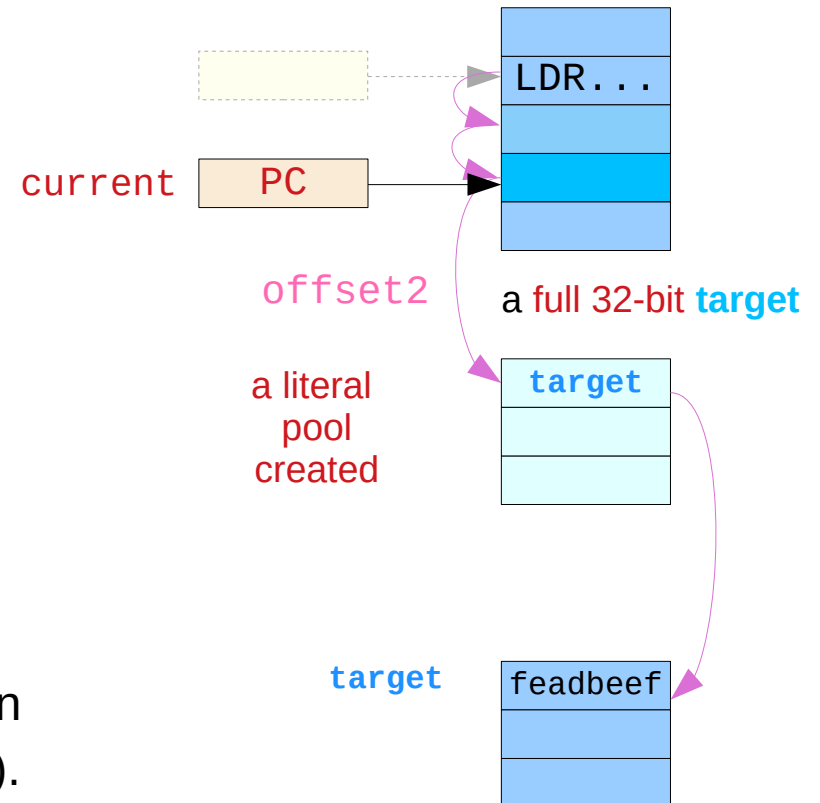 LDR...
current PC
offset2
a full 32-bit target
a literal
pool
created
target
target
feadbeef
n
).